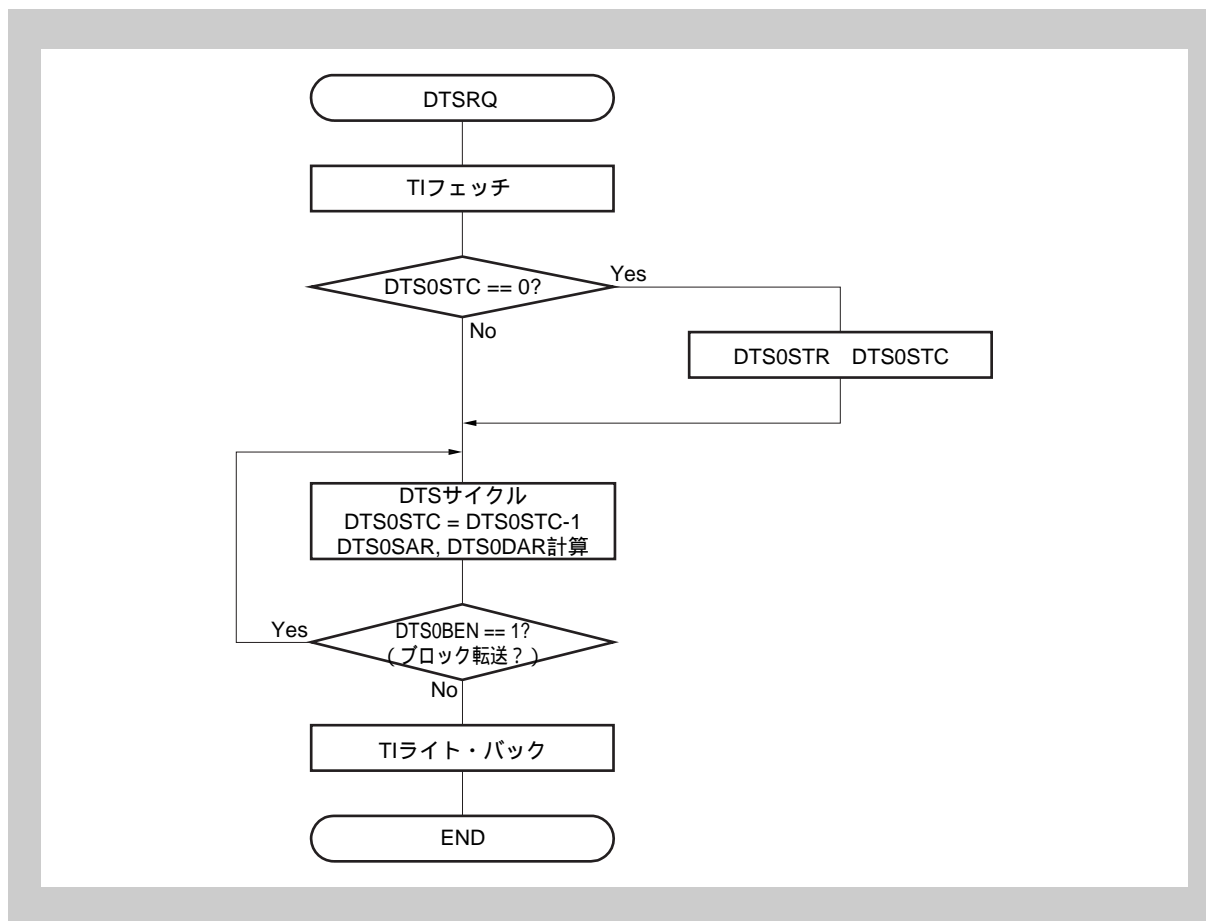 DTSRQ
TIフェッチ
DTS0STC == 0?
Yes
No
DTS0STR DTS0STC
DTSサイクル
DTS0STC = DTS0STC-1
DTS0SAR, DTS0DAR計算
Yes
DTS0BEN == 1?
(ブロック転送?)
No
TIライト・バック
END